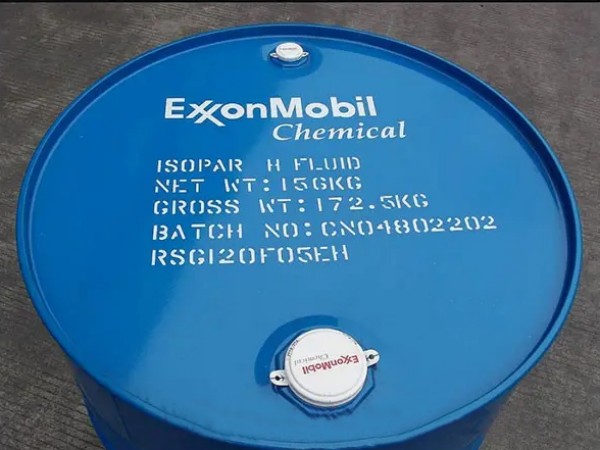 ExxonMobil
Chemical
ISOPAR H FLUID
NET WT:156KG
GROSS WT:172.5KG
BATCH NO:CN04802202
RSG120F05EH
ExxonMobil
Chemical